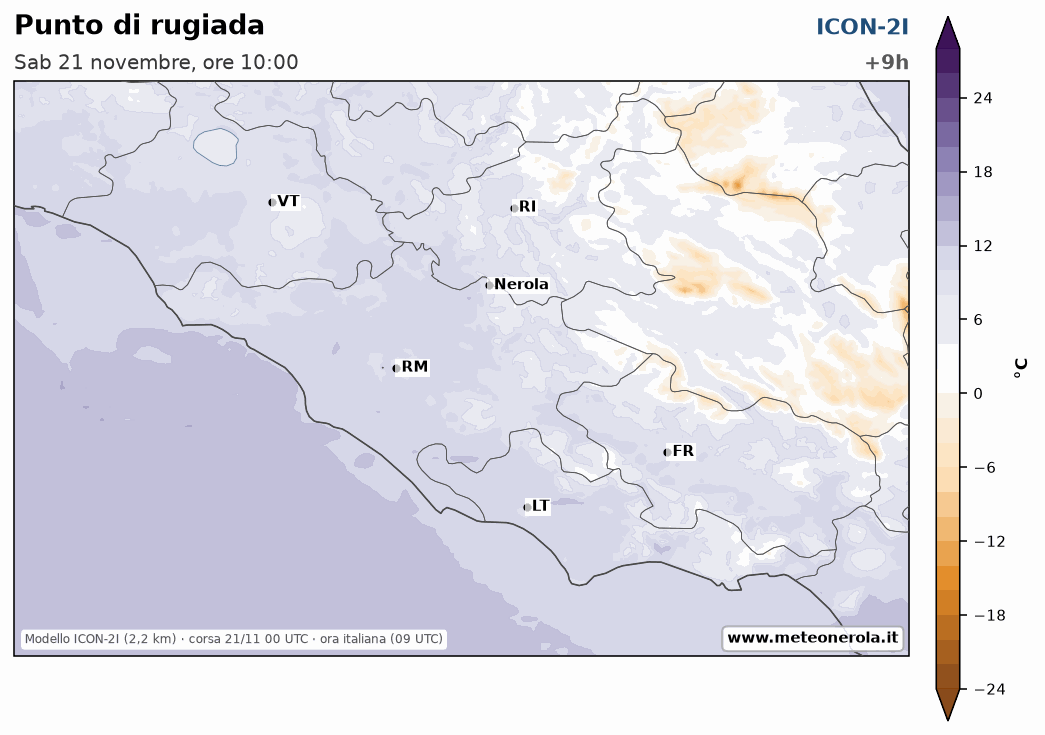 Punto di rugiada
ICON-2I
Sab 21 novembre, ore 10:00
+9h
VT
RI
Nerola
RM
FR
LT
24
18
12
6
0
−6
−12
−18
−24
°C
Modello ICON-2I (2,2 km) · corsa 21/11 00 UTC · ora italiana (09 UTC)
www.meteonerola.it